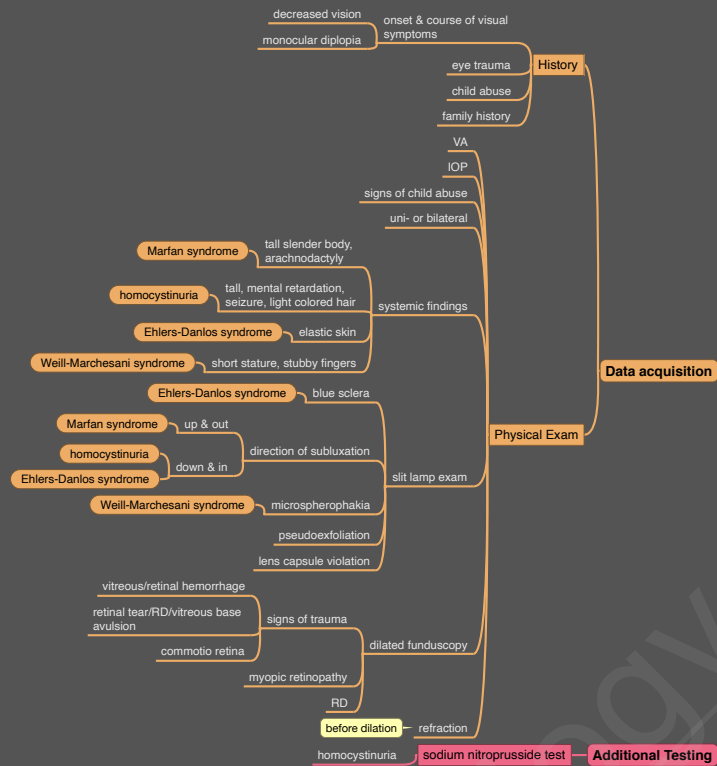 decreased vision
onset & course of visual
symptoms
monocular diplopia
History
eye trauma
child abuse
family history
VA
IOP
signs of child abuse
uni- or bilateral
Marfan syndrome
tall slender body,
arachnodactyly
homocystinuria
tall, mental retardation,
seizure, light colored hair
systemic findings
Ehlers-Danlos syndrome
elastic skin
Weill-Marchesani syndrome
short stature, stubby fingers
Data acquisition
Ehlers-Danlos syndrome
blue sclera
Marfan syndrome
up & out
Physical Exam
homocystinuria
direction of subluxation
down & in
Ehlers-Danlos syndrome
slit lamp exam
Weill-Marchesani syndrome
microspherophakia
pseudoexfoliation
lens capsule violation
vitreous/retinal hemorrhage
retinal tear/RD/vitreous base
avulsion
signs of trauma
commotio retina
dilated funduscopy
myopic retinopathy
RD
before dilation
refraction
homocystinuria
sodium nitroprusside test
Additional Testing